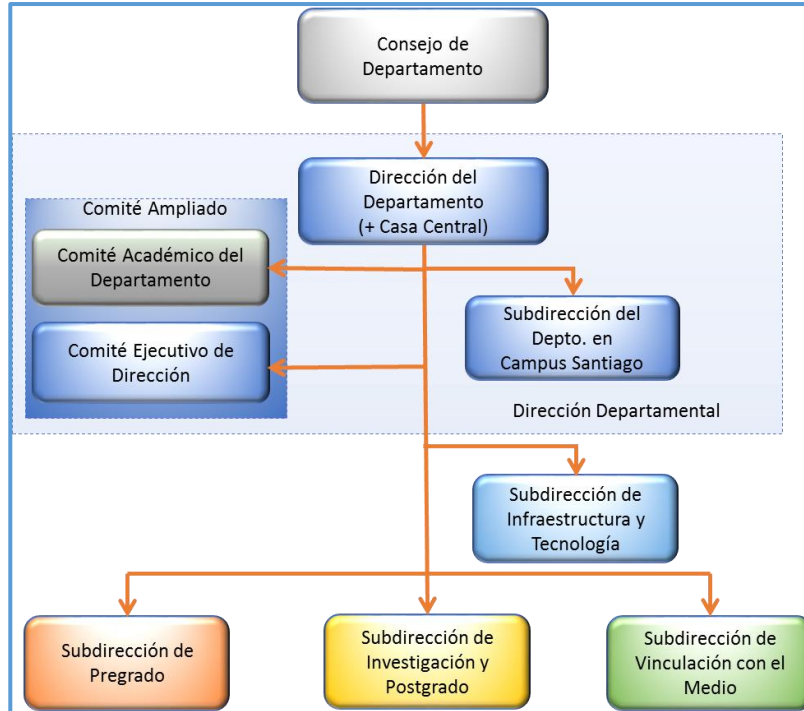 Consejo de
Departamento
Dirección del
Departamento
(+ Casa Central)
Comité Ampliado
Comité Académico del
Departamento
Comité Ejecutivo de
Dirección
Subdirección del
Depto. en
Campus Santiago
Dirección Departamental
Subdirección de
Infraestructura y
Tecnología
Subdirección de
Pregrado
Subdirección de
Investigación y
Postgrado
Subdirección de
Vinculación con el
Medio